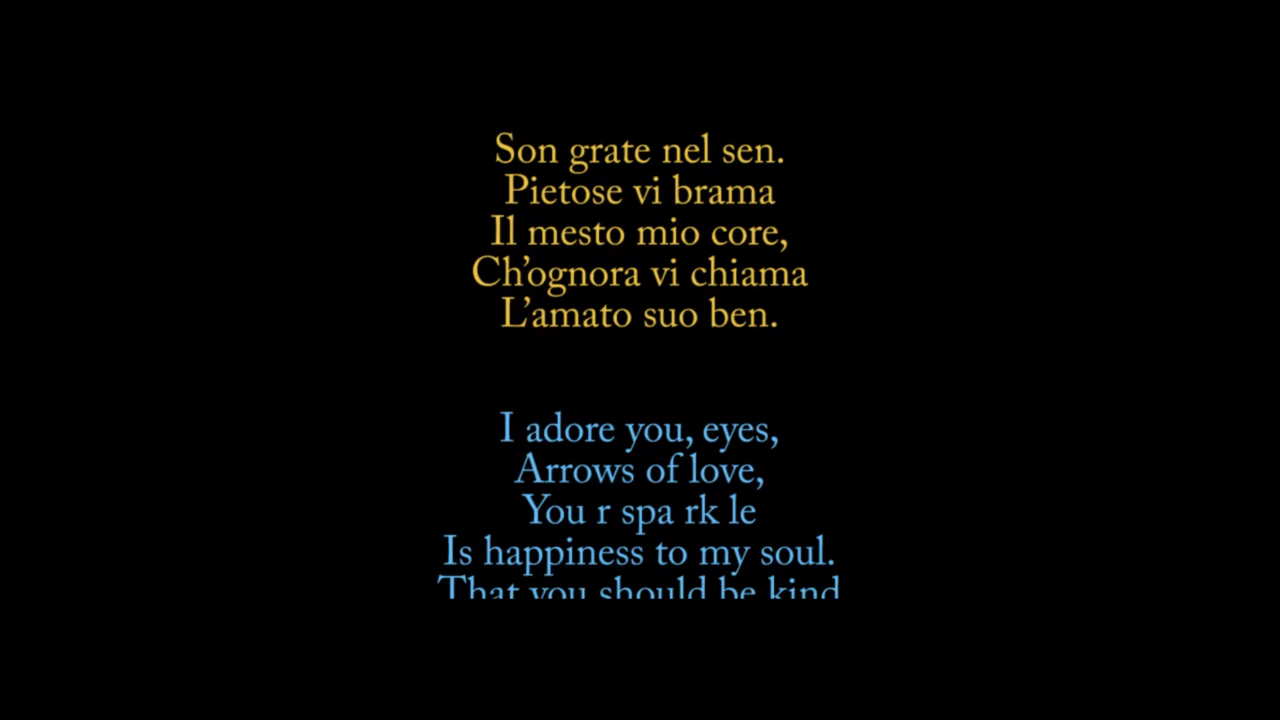 Son grate nel sen.
Pietose vi brama
Il mesto mio core,
Ch’ognora vi chiama
L’amato suo ben.
I adore you, eyes,
Arrows of love,
You r spa rk le
Is happiness to my soul.
That you should be kind